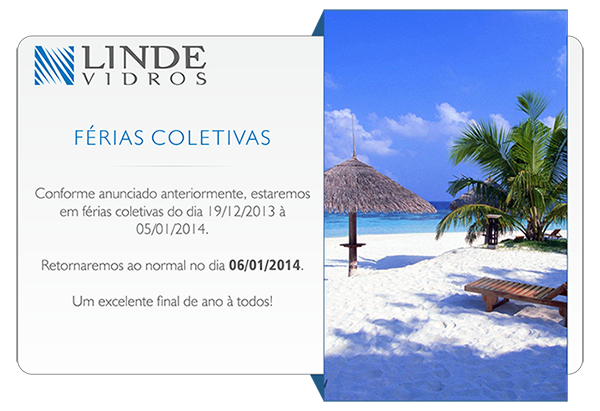 LINDE
VIDROS
FÉRIAS COLETIVAS
Conforme anunciado anteriormente, estaremos
em férias coletivas do dia 19/12/2013 à
05/01/2014.
Retornaremos ao normal no dia 06/01/2014.
Um excelente final de ano à todos!